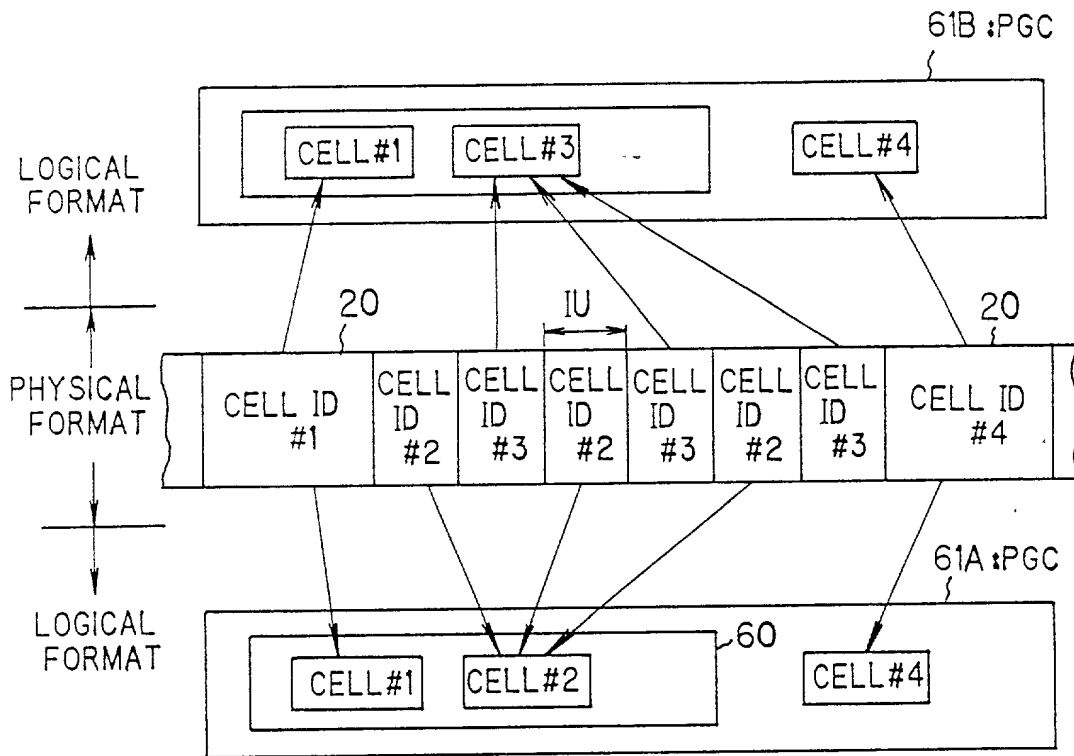 61B :PGC
CELL#1
CELL#3
CELL#4
LOGICAL
FORMAT
20
IU
20
PHYSICAL
FORMAT
CELL ID
#1
CELL
ID
#2
CELL
ID
#3
CELL
ID
#2
CELL
ID
#3
CELL
ID
#2
CELL
ID
#3
CELL ID
#4
61A :PGC
LOGICAL
FORMAT
60
CELL#1
CELL#2
CELL#4